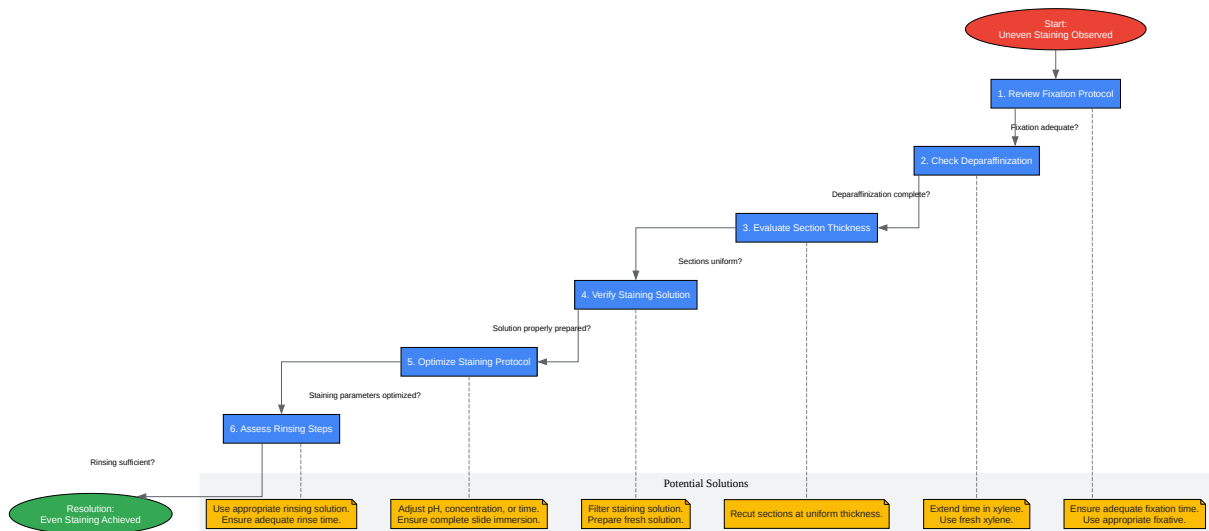 Start:
Uneven Staining Observed
1. Review Fixation Protocol
Fixation adequate?
2. Check Deparaffinization
Deparaffinization complete?
3. Evaluate Section Thickness
Sections uniform?
4. Verify Staining Solution
Solution properly prepared?
5. Optimize Staining Protocol
Staining parameters optimized?
6. Assess Rinsing Steps
Rinsing sufficient?
Resolution:
Even Staining Achieved
Potential Solutions
Use appropriate rinsing solution.
Ensure adequate rinse time.
Adjust pH, concentration, or time.
Ensure complete slide immersion.
Filter staining solution.
Prepare fresh solution.
Recut sections at uniform thickness.
Extend time in xylene.
Use fresh xylene.
Ensure adequate fixation time.
Use appropriate fixative.